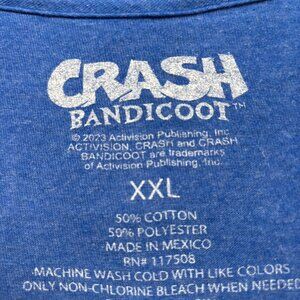 CRASH
BANDICOOT™
© 2023 Activision Publishing, Inc.
ACTIVISION, CRASH and CRASH
BANDICOOT are trademarks
of Activision Publishing, Inc.
XXL
50% COTTON
50% POLYESTER
MADE IN MEXICO
RN# 117508
MACHINE WASH COLD WITH LIKE COLORS
ONLY NON-CHLORINE BLEACH WHEN NEEDED